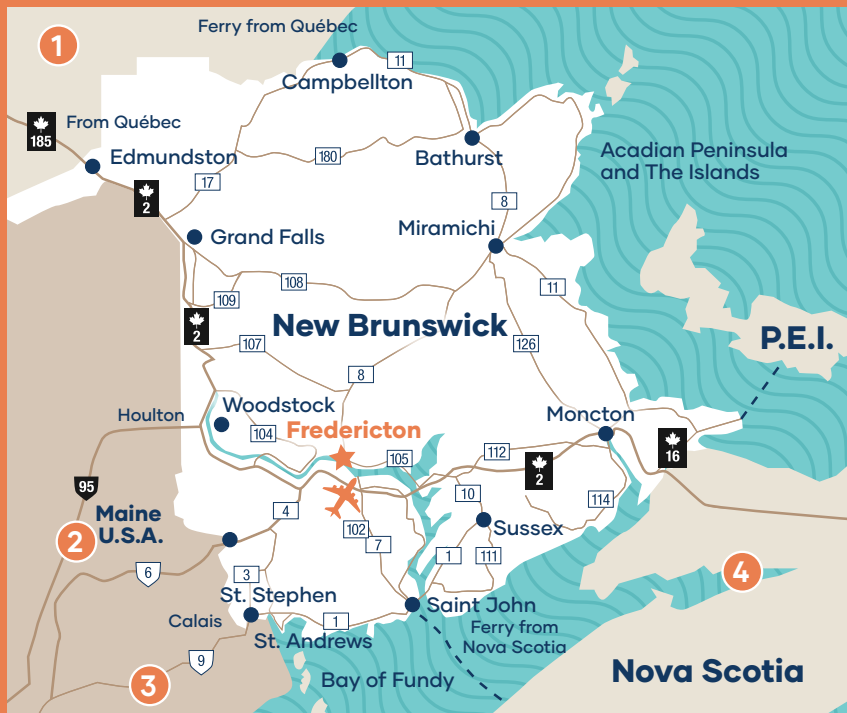 Ferry from Québec
1
11
Campbellton
185
From Québec
Edmundston
180
Bathurst
Acadian Peninsula
and The Islands
17
2
8
Miramichi
Grand Falls
108
11
109
New Brunswick
P.E.I.
2
107
126
8
Houlton
Woodstock
Moncton
104
Fredericton
105
112
16
2
95
10
114
Maine
U.S.A.
2
4
102
7
Sussex
1
111
6
3
St. Stephen
Calais
1
Saint John
St. Andrews
Ferry from
Nova Scotia
4
9
3
Bay of Fundy
Nova Scotia